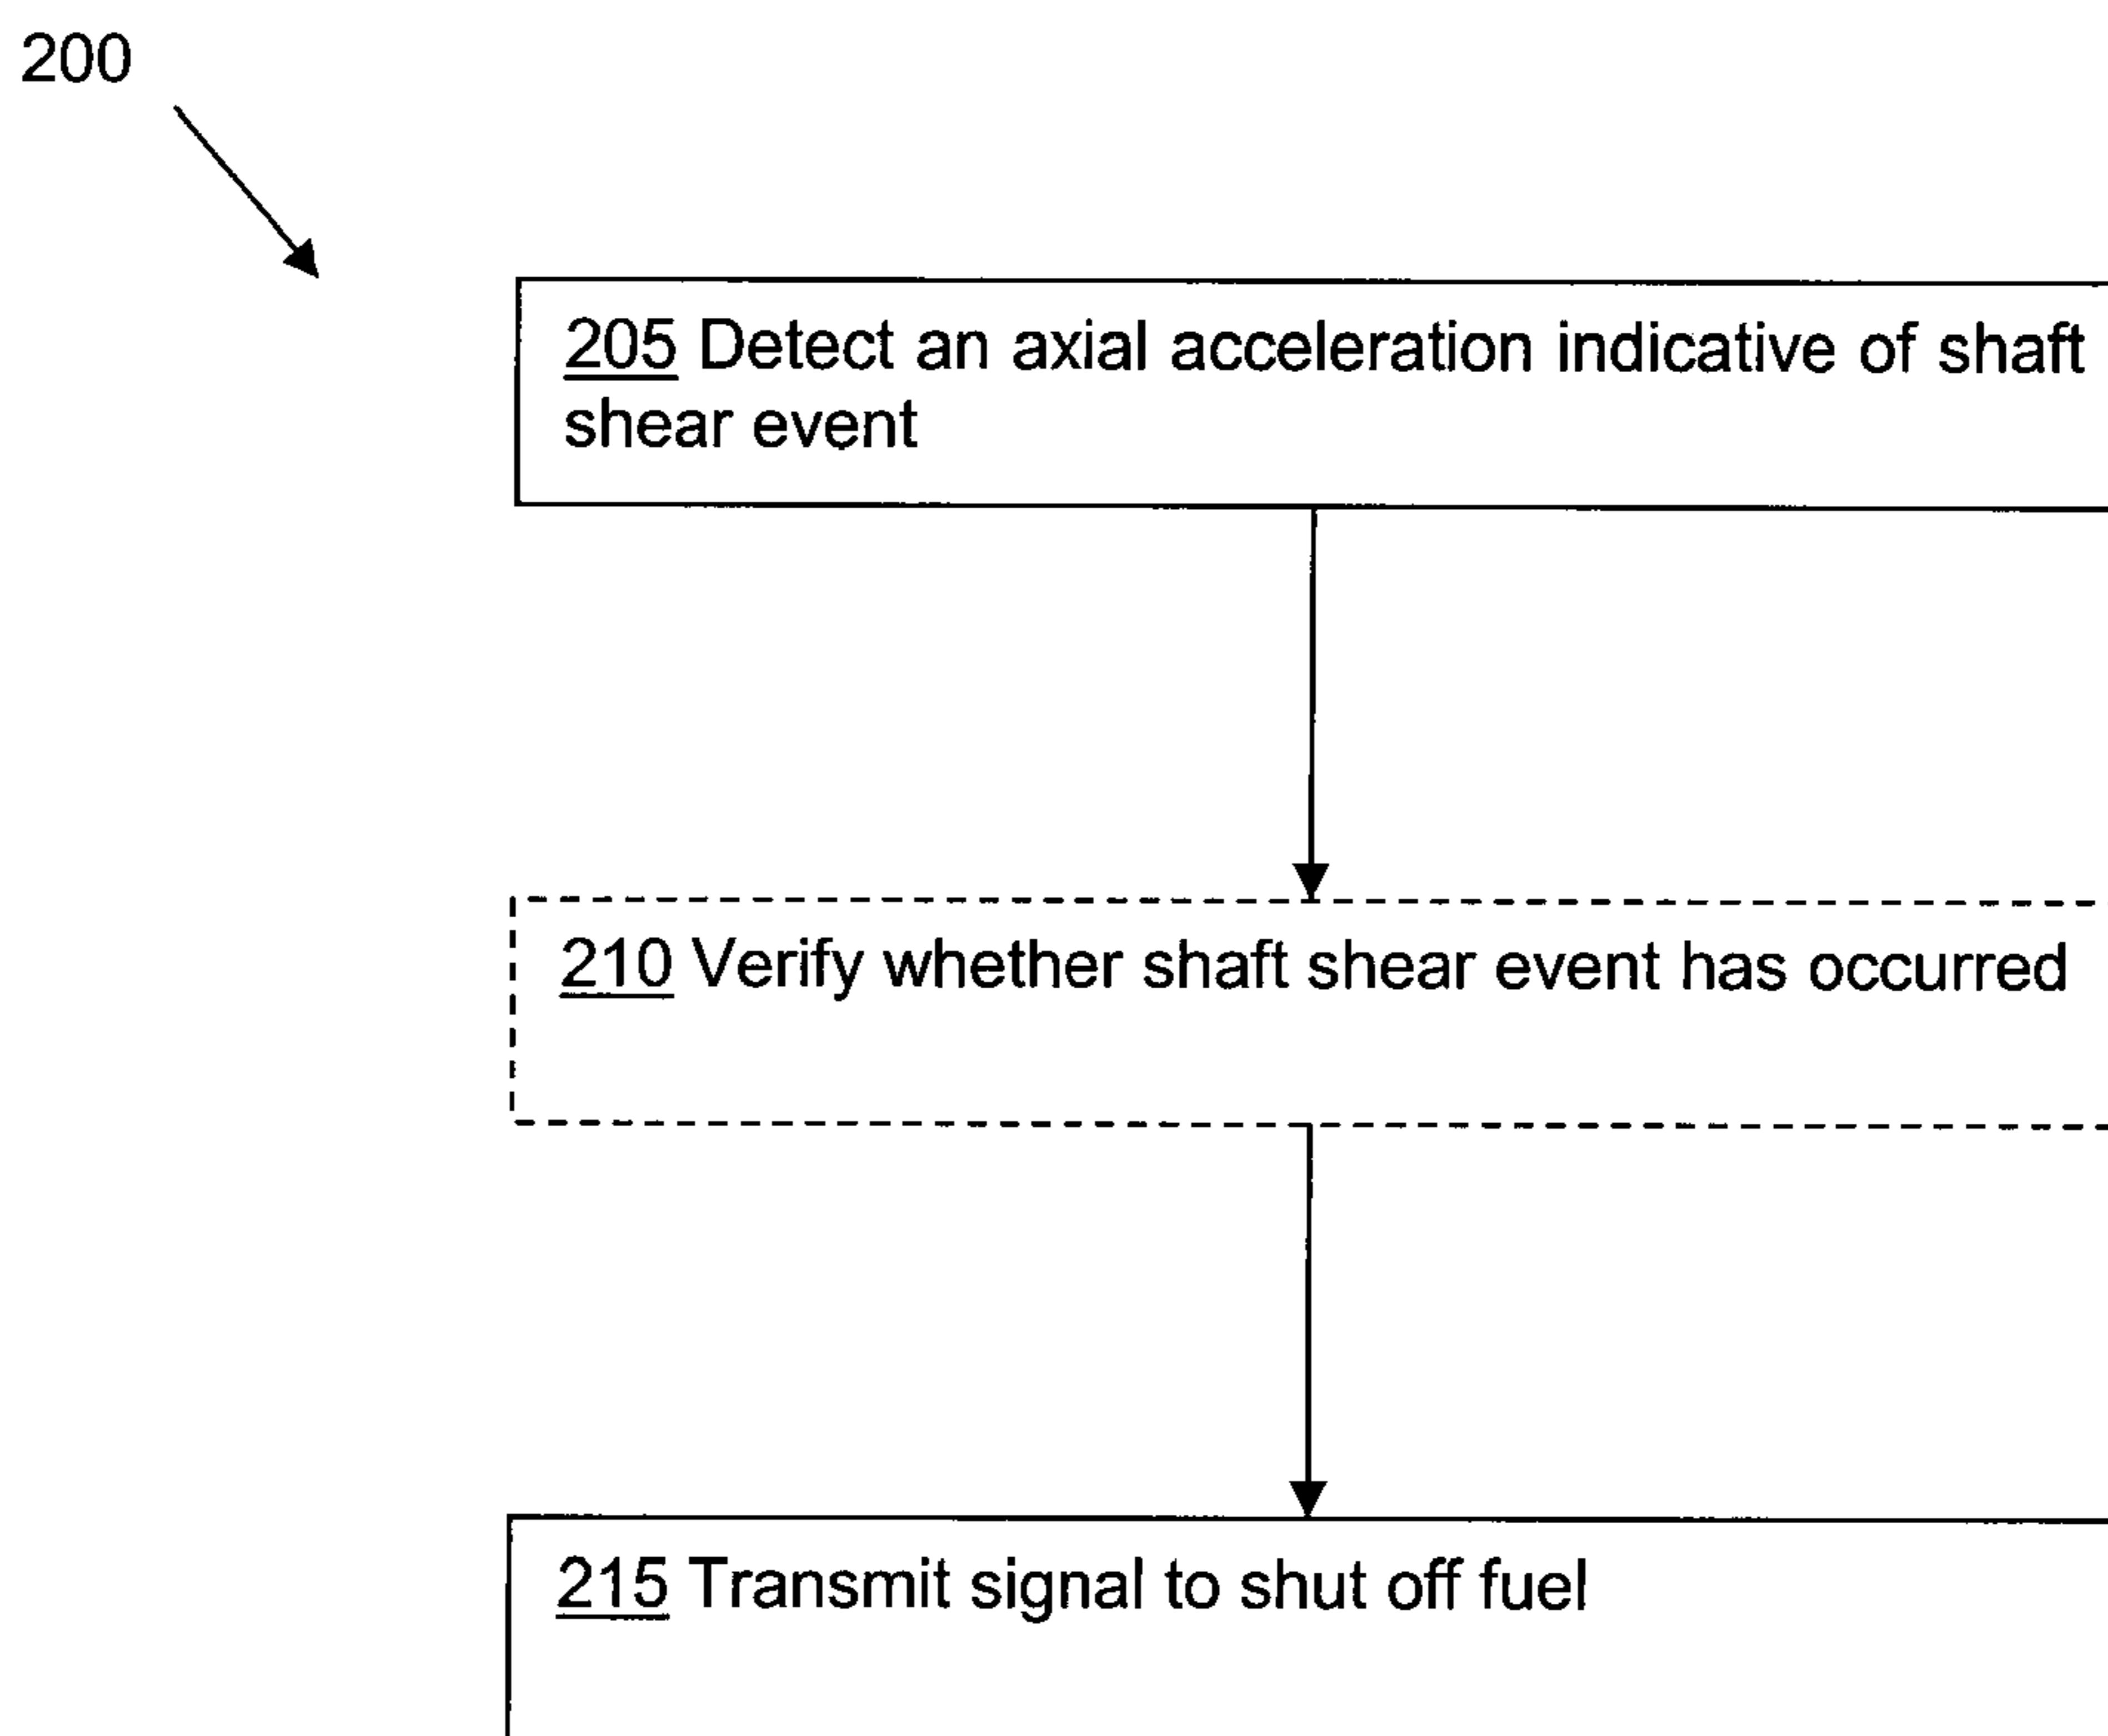 200
205 Detect an axial acceleration indicative of shaft
shear event
210 Verify whether shaft shear event has occurred
215 Transmit signal to shut off fuel